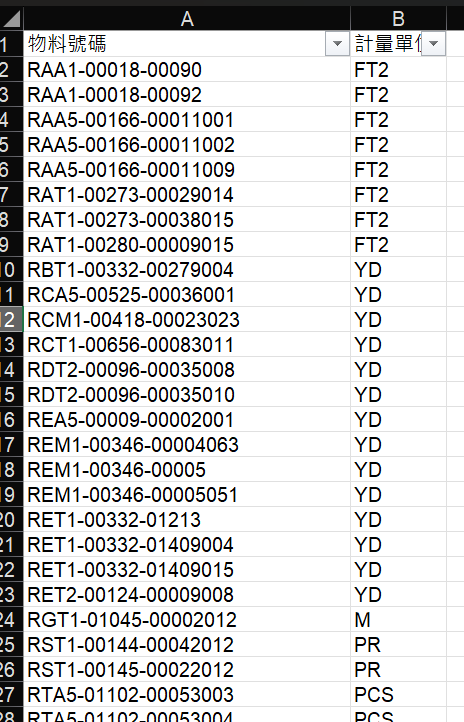 A B
1 物料號碼 計量單位
2 RAA1-00018-00090 FT2
3 RAA1-00018-00092 FT2
4 RAA5-00166-00011001 FT2
5 RAA5-00166-00011002 FT2
6 RAA5-00166-00011009 FT2
7 RAT1-00273-00029014 FT2
8 RAT1-00273-00038015 FT2
9 RAT1-00280-00009015 FT2
10 RBT1-00332-00279004 YD
11 RCA5-00525-00036001 YD
12 RCM1-00418-00023023 YD
13 RCT1-00656-00083011 YD
14 RDT2-00096-00035008 YD
15 RDT2-00096-00035010 YD
16 REA5-00009-00002001 YD
17 REM1-00346-00004063 YD
18 REM1-00346-00005 YD
19 REM1-00346-00005051 YD
20 RET1-00332-01213 YD
21 RET1-00332-01409004 YD
22 RET1-00332-01409015 YD
23 RET2-00124-00009008 YD
24 RGT1-01045-00002012 M
25 RST1-00144-00042012 PR
26 RST1-00145-00022012 PR
27 RTA5-01102-00053003 PCS
28 RTA5-01102-00053004 PCS